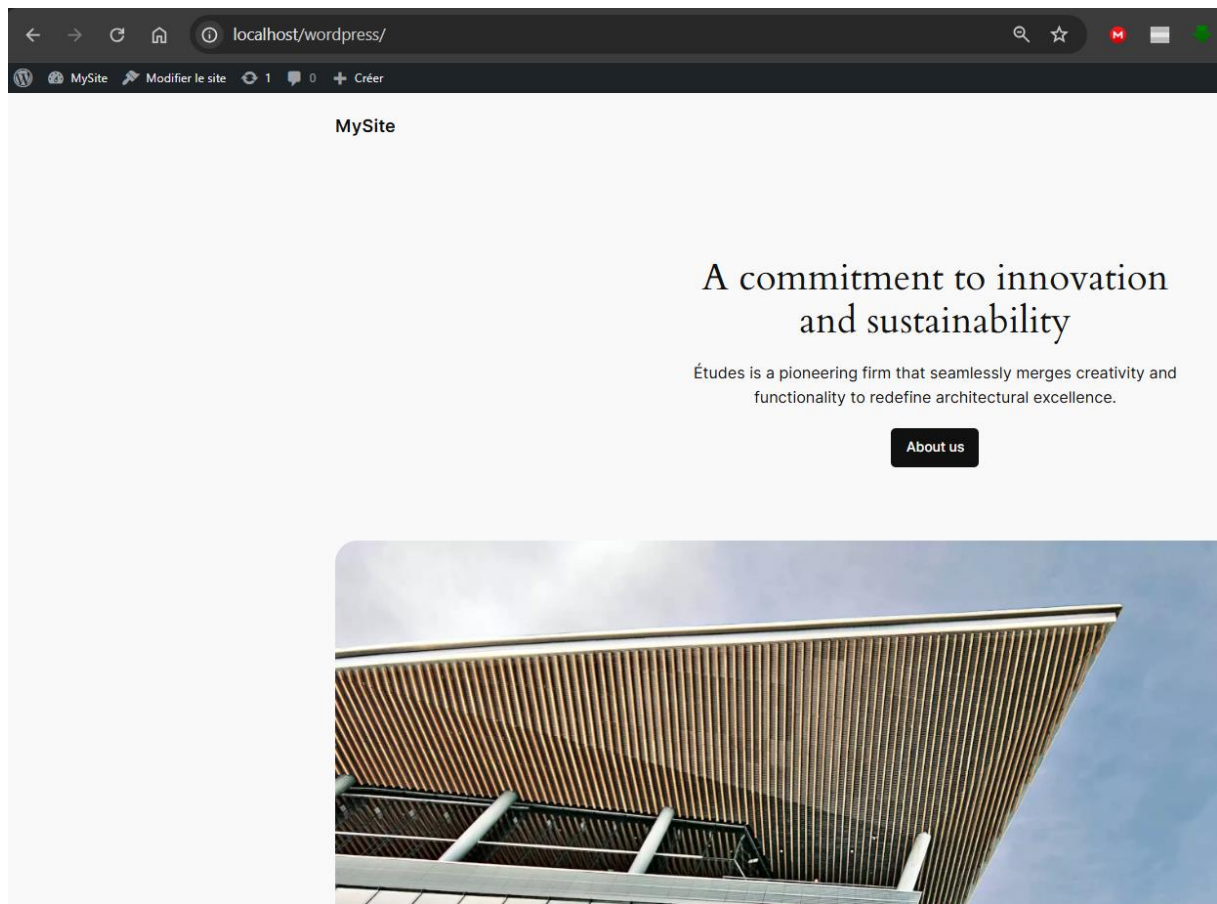 localhost/wordpress/
M
MySite Modifier le site 1 0 + Créer
MySite
A commitment to innovation
and sustainability
Études is a pioneering firm that seamlessly merges creativity and
functionality to redefine architectural excellence.
About us